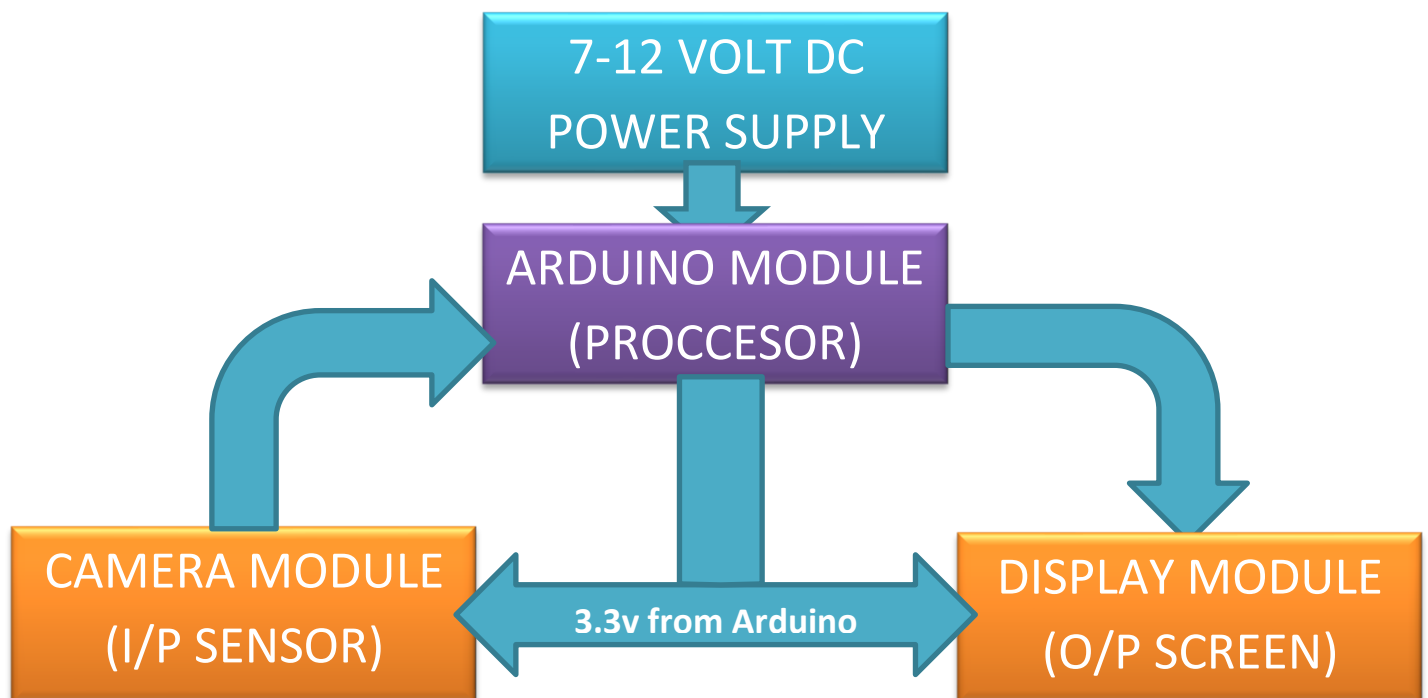 7-12 VOLT DC
POWER SUPPLY
ARDUINO MODULE
(PROCCESOR)
CAMERA MODULE
(I/P SENSOR)
3.3v from Arduino
DISPLAY MODULE
(O/P SCREEN)